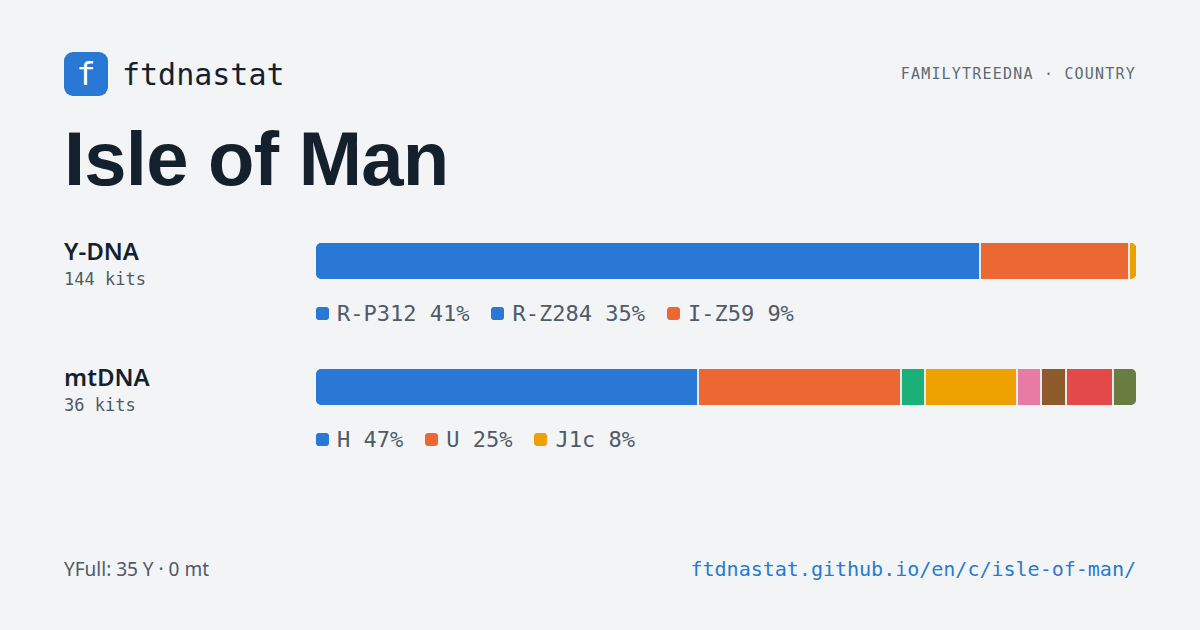 f ftdnastat
FAMILYTREEDNA · COUNTRY
Isle of Man
Y-DNA
144 kits
R-P312 41% R-Z284 35% I-Z59 9%
mtDNA
36 kits
H 47% U 25% J1c 8%
YFull: 35 Y · 0 mt
ftdnastat.github.io/en/c/isle-of-man/